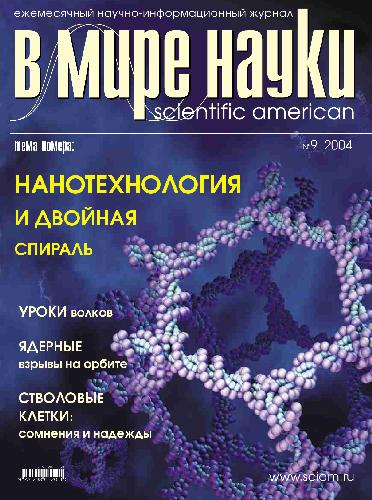 ежемесячный научно-информационный журнал
В мире науки
scientific american
тема номера:
№9 2004
НАНОТЕХНОЛОГИЯ
И ДВОЙНАЯ
СПИРАЛЬ
УРОКИ волков
ЯДЕРНЫЕ
взрывы на орбите
СТВОЛОВЫЕ
КЛЕТКИ:
сомнения и надежды
www.sciam.ru